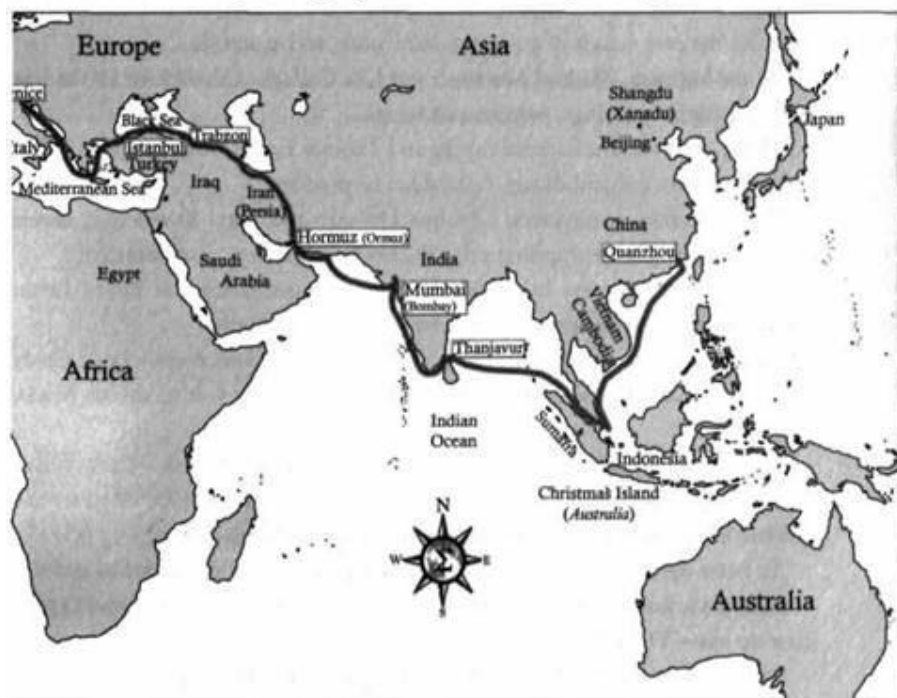 Europe
Asia
Shangdu
(Xanadu)
Beijing
Japan
Black Sea
Trabzon
Istanbul
Turkey
Italy
Mediterranean Sea
Iraq
Iran
(Persia)
China
Hormuz (Ormuz)
Quanzhou
India
Egypt
Saudi
Arabia
Mumbai
(Bombay)
Vietnam
Cambodia
Thanjavur
Africa
Indian
Ocean
Sumatra
Indonesia
Christmas Island
(Australia)
N
W
E
S
Σ
Australia